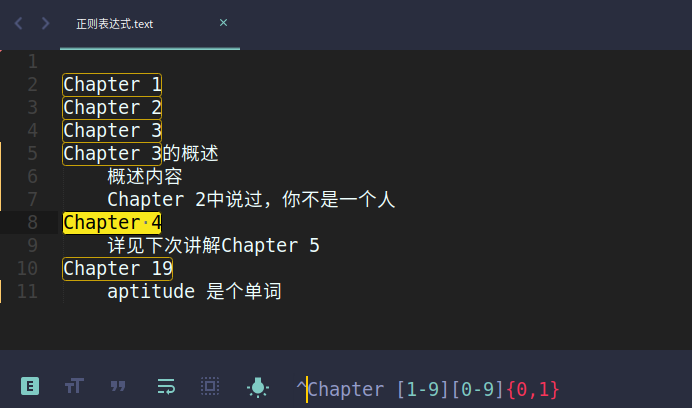 正则表达式.text ×
1
2 Chapter 1
3 Chapter 2
4 Chapter 3
5 Chapter 3的概述
6 概述内容
7 Chapter 2中说过，你不是一个人
8 Chapter 4
9 详见下次讲解Chapter 5
10 Chapter 19
11 aptitude 是个单词
^Chapter [1-9][0-9]{0,1}